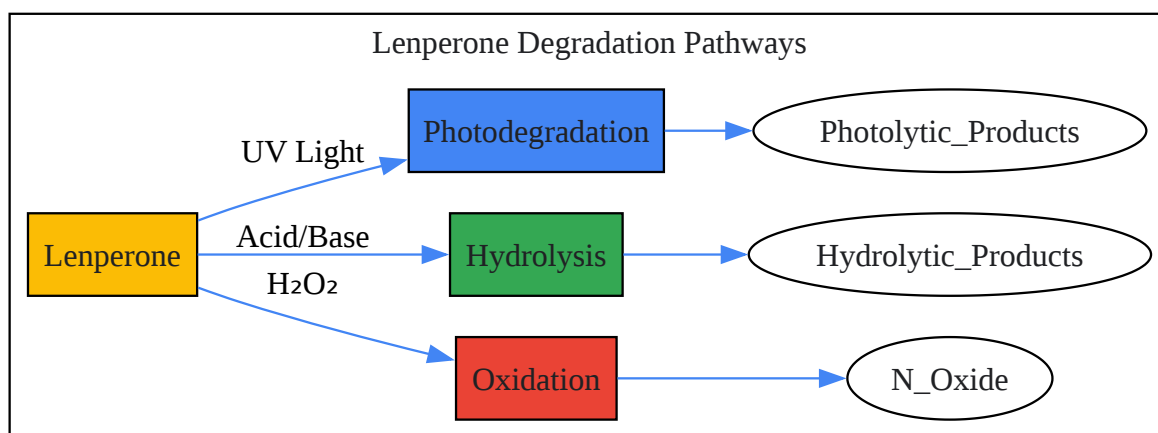 Lenperone Degradation Pathways
UV Light
Photodegradation
Photolytic_Products
Lenperone
Acid/Base
Hydrolysis
Hydrolytic_Products
H₂O₂
Oxidation
N_Oxide